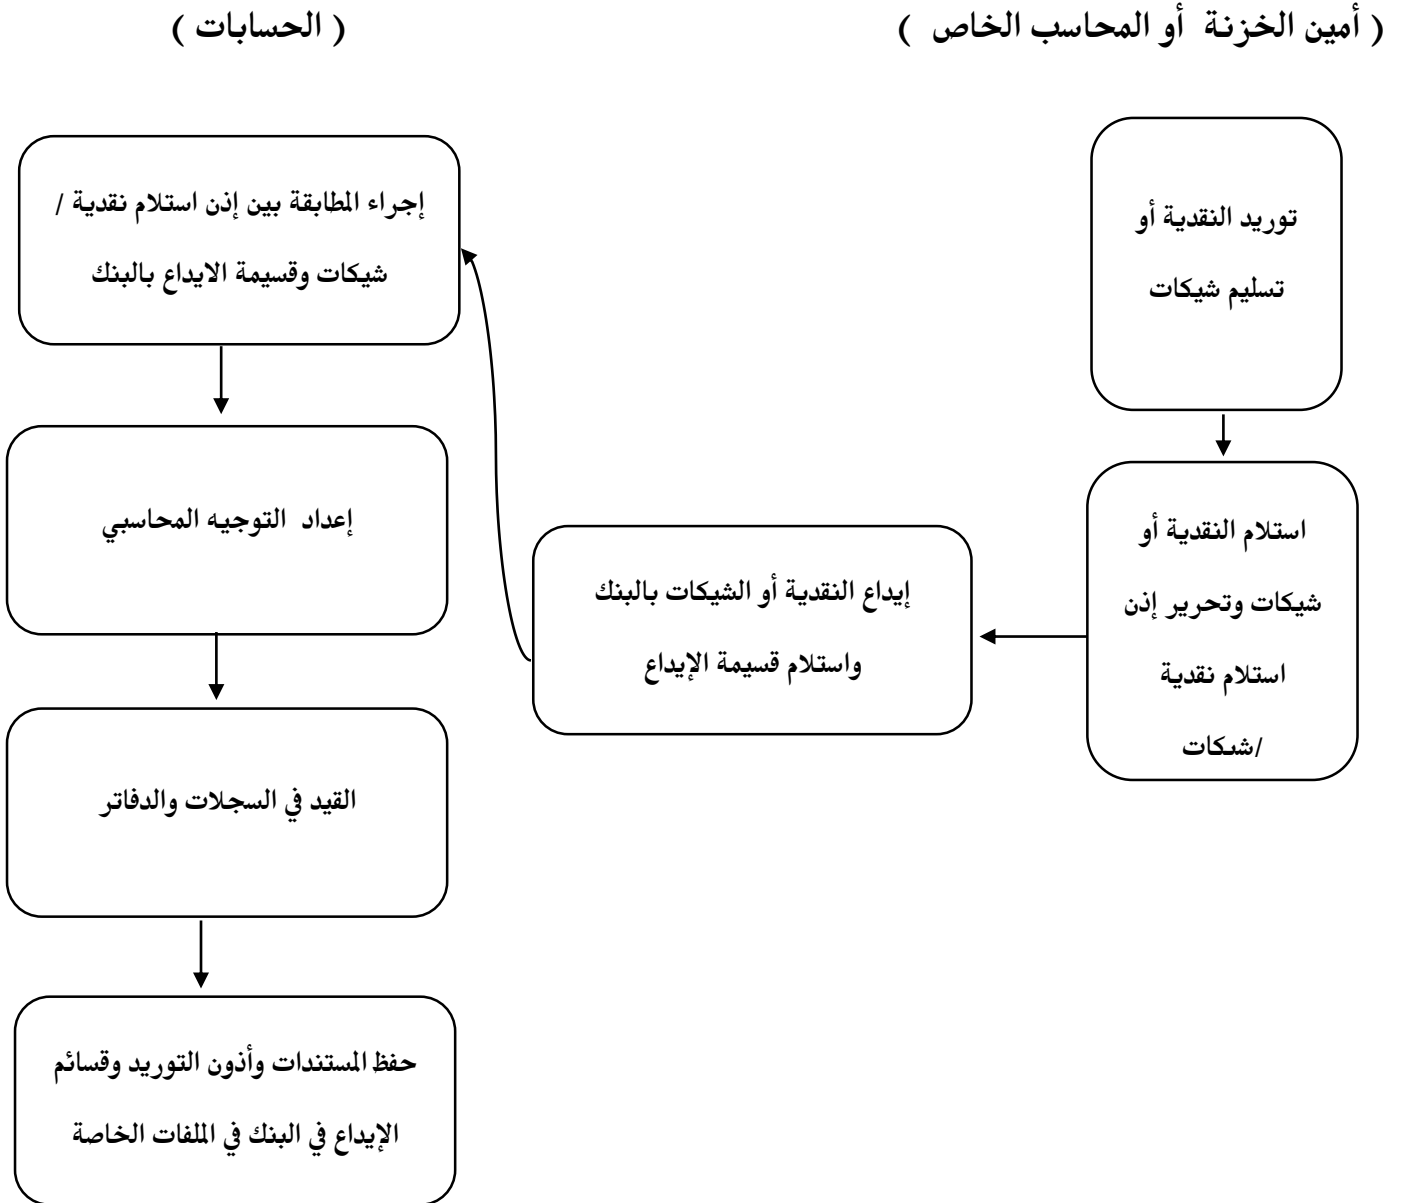 ( أمين الخزنة أو المحاسب الخاص )
( الحسابات )
توريد النقدية أو
تسليم شيكات
استلام النقدية أو
شيكات وتحرير إذن
استلام نقدية
/شيكات
إيداع النقدية أو الشيكات بالبنك
واستلام قسيمة الإيداع
إجراء المطابقة بين إذن استلام نقدية /
شيكات وقسيمة الايداع بالبنك
إعداد التوجيه المحاسبي
القيد في السجلات والدفاتر
حفظ المستندات وأذون التوريد وقسائم
الإيداع في البنك في الملفات الخاصة